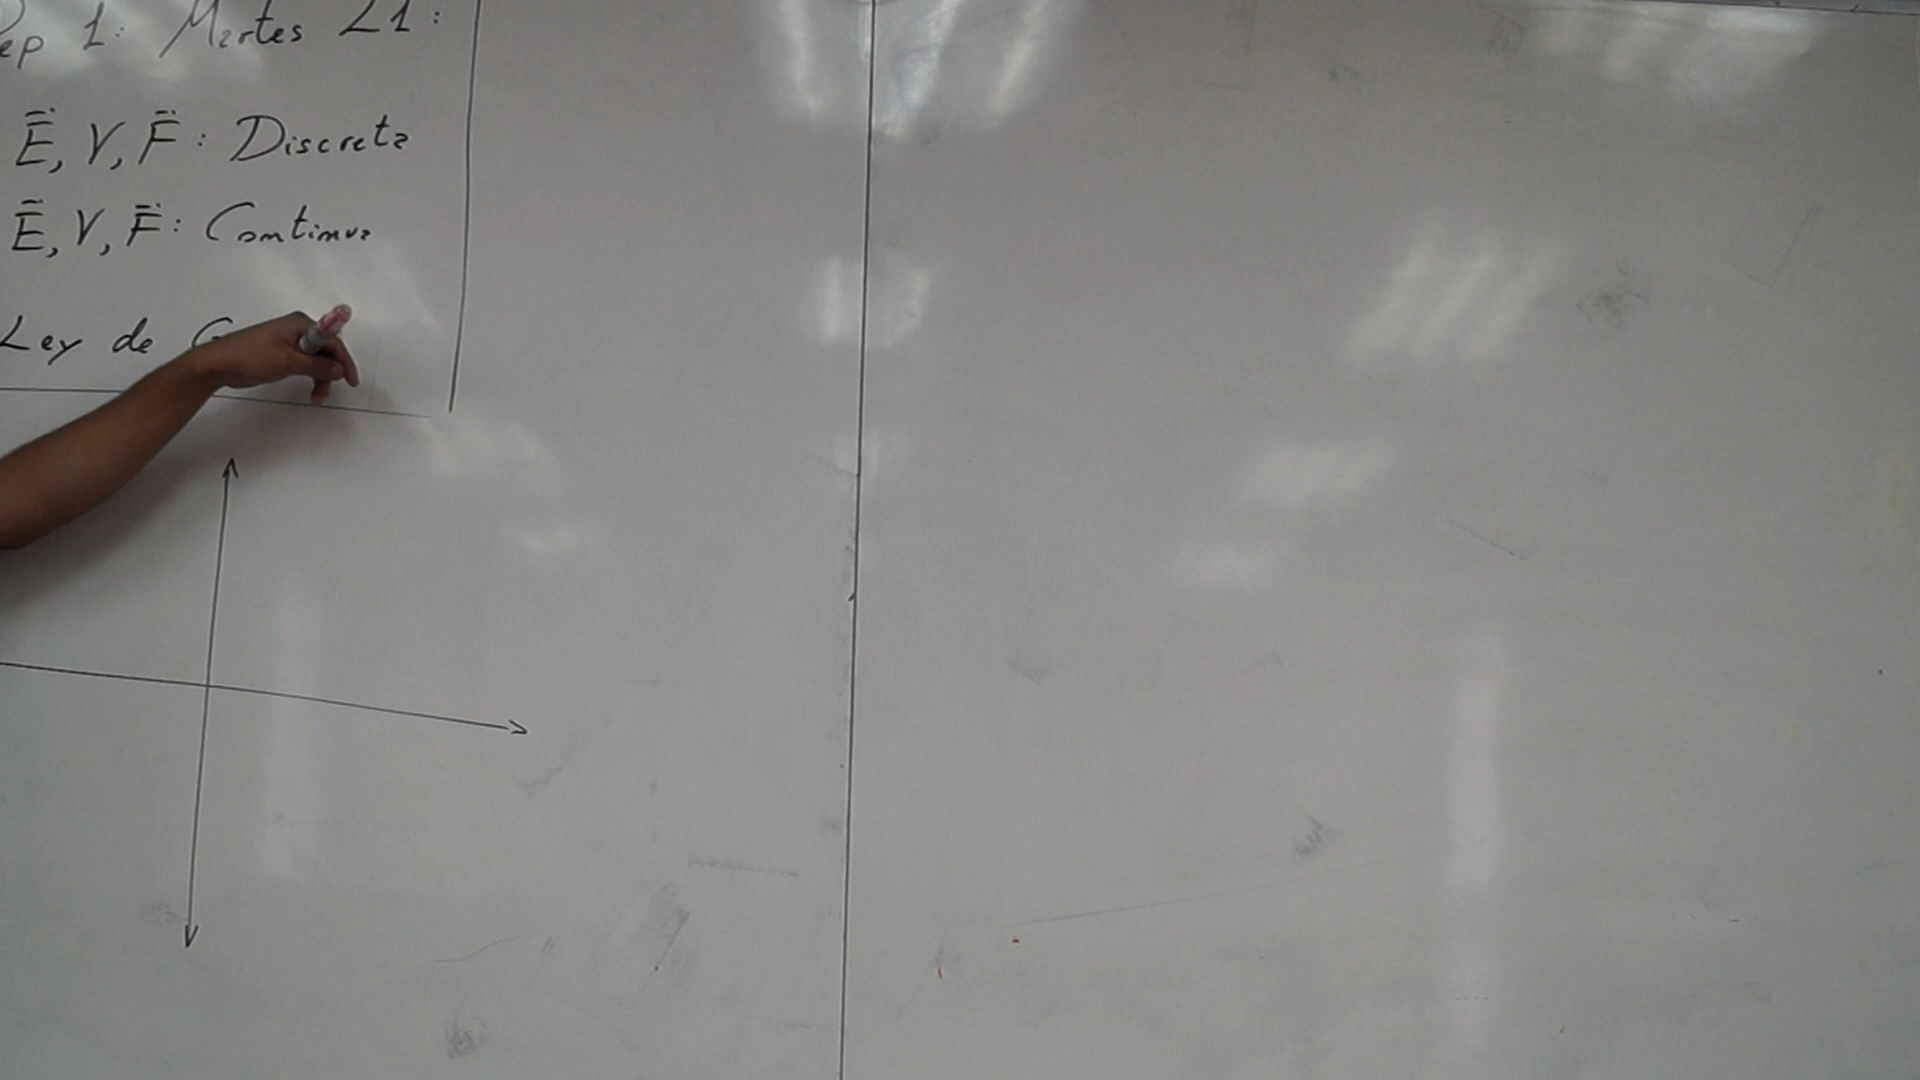 ep 1: Martes 21:
E, V, F: Discreta
E, V, F: Continua
Ley de